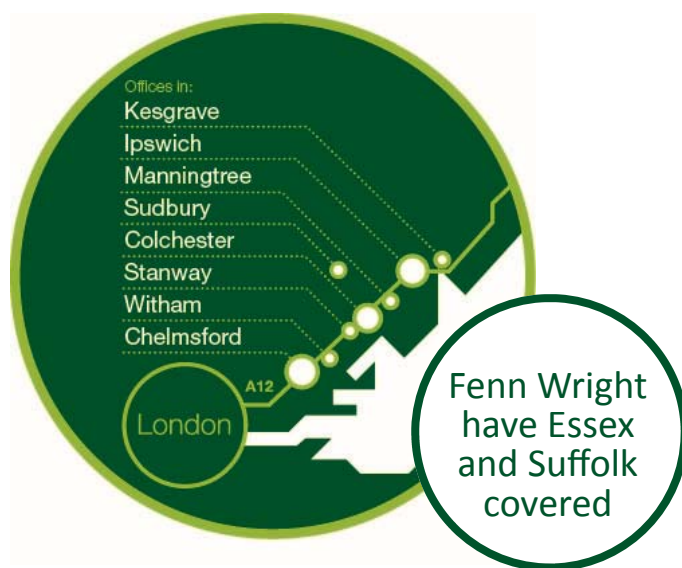 Offices in:
Kesgrave
Ipswich
Manningtree
Sudbury
Colchester
Stanway
Witham
Chelmsford
A12
London
Fenn Wright
have Essex
and Suffolk
covered